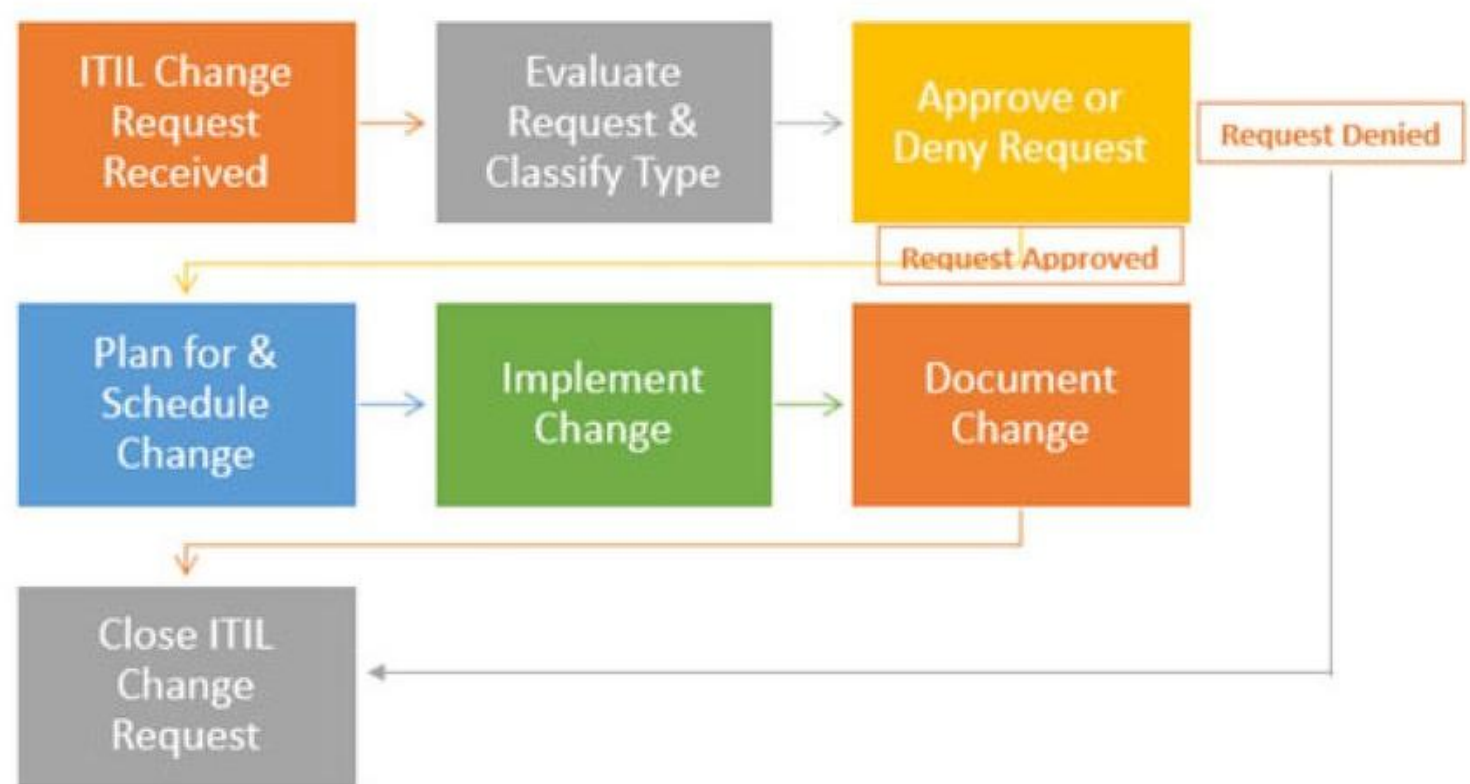 ITIL Change
Request
Received
Evaluate
Request &
Classify Type
Approve or
Deny Request
Request Denied
Request Approved
Plan for &
Schedule
Change
Implement
Change
Document
Change
Close ITIL
Change
Request